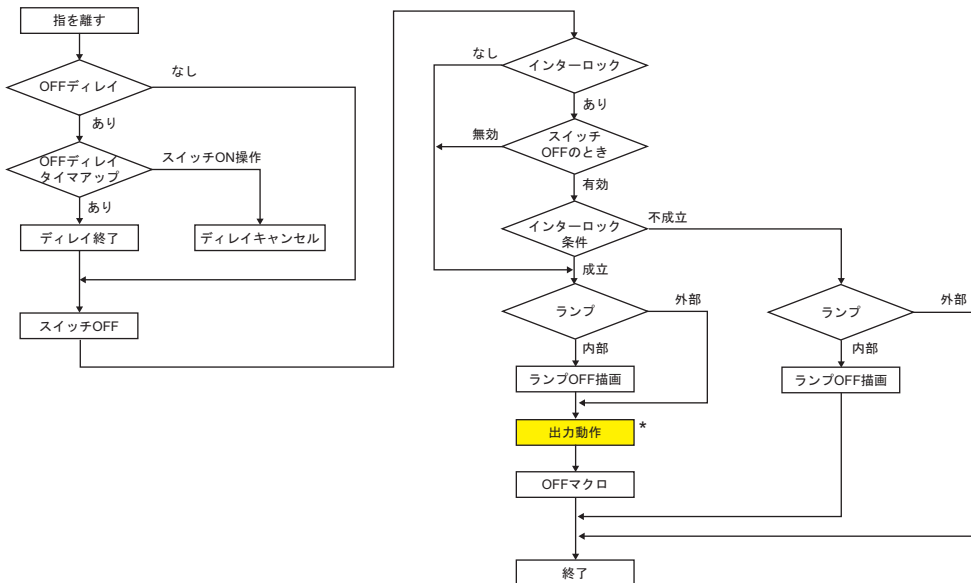 指を離す
OFFディレイ
なし
あり
OFFディレイ
タイマアップ
スイッチON操作
あり
ディレイ終了
ディレイキャンセル
スイッチOFF
インターロック
なし
あり
スイッチ
OFFのとき
無効
有効
インターロック
条件
不成立
成立
ランプ
外部
内部
ランプOFF描画
出力動作
*
OFFマクロ
終了
ランプ
外部
内部
ランプOFF描画